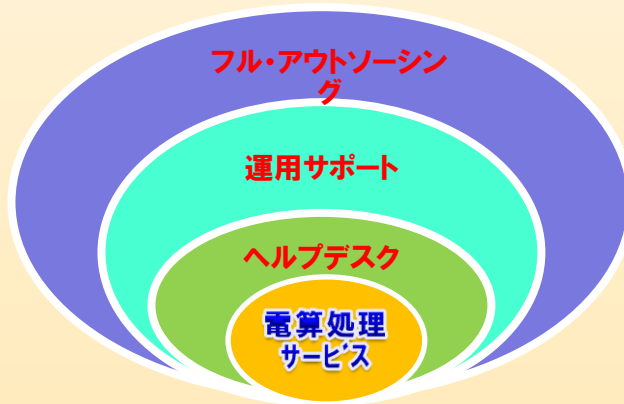 フル・アウトソーシン
グ
運用サポート
ヘルプデスク
電算処理
サービス